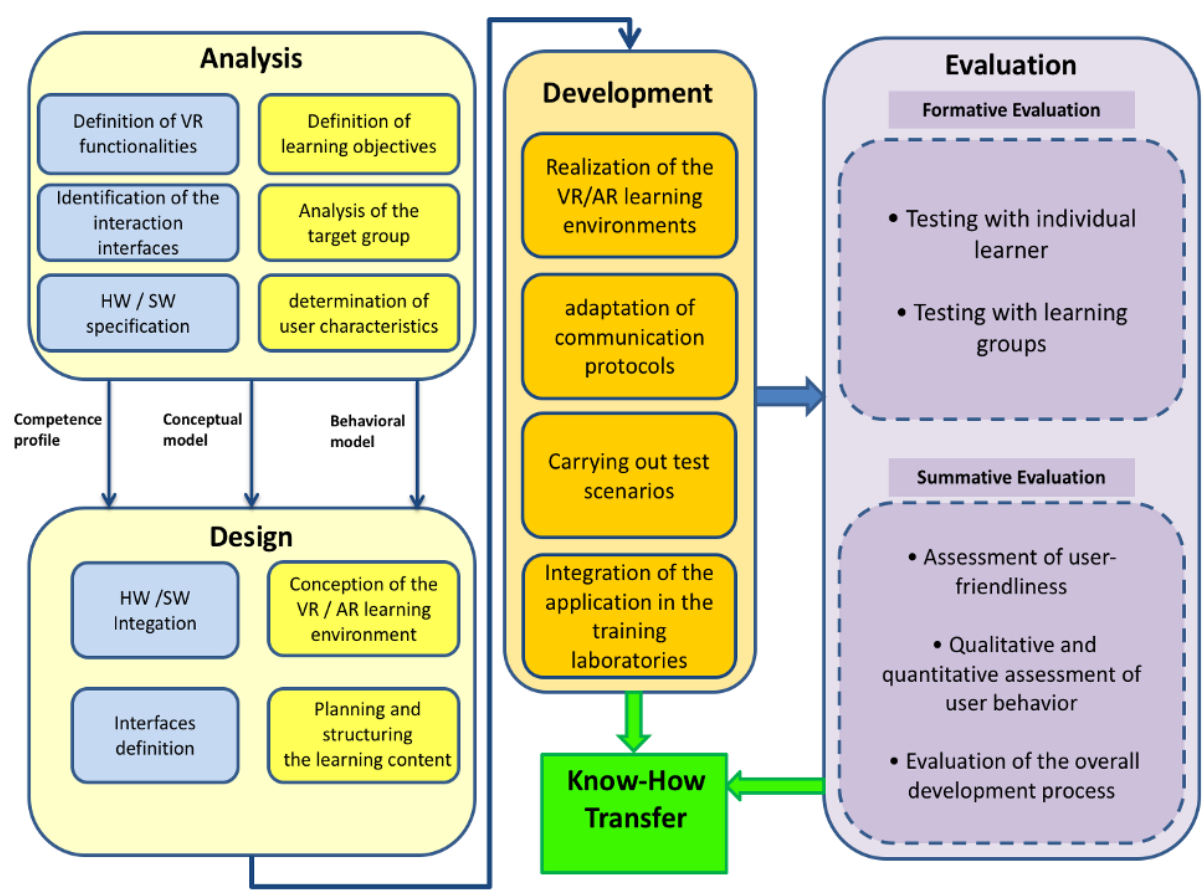 Analysis
Definition of VR
functionalities
Definition of
learning objectives
Identification of the
interaction
interfaces
Analysis of the
target group
HW / SW
specification
determination of
user characteristics
Competence
profile
Conceptual
model
Behavioral
model
Design
HW /SW
Integation
Conception of the
VR / AR learning
environment
Interfaces
definition
Planning and
structuring
the learning content
Development
Realization of the
VR/AR learning
environments
adaptation of
communication
protocols
Carrying out test
scenarios
Integration of the
application in the
training
laboratories
Know-How
Transfer
Evaluation
Formative Evaluation
• Testing with individual
learner
• Testing with learning
groups
Summative Evaluation
• Assessment of user-
friendliness
• Qualitative and
quantitative assessment of
user behavior
• Evaluation of the overall
development process